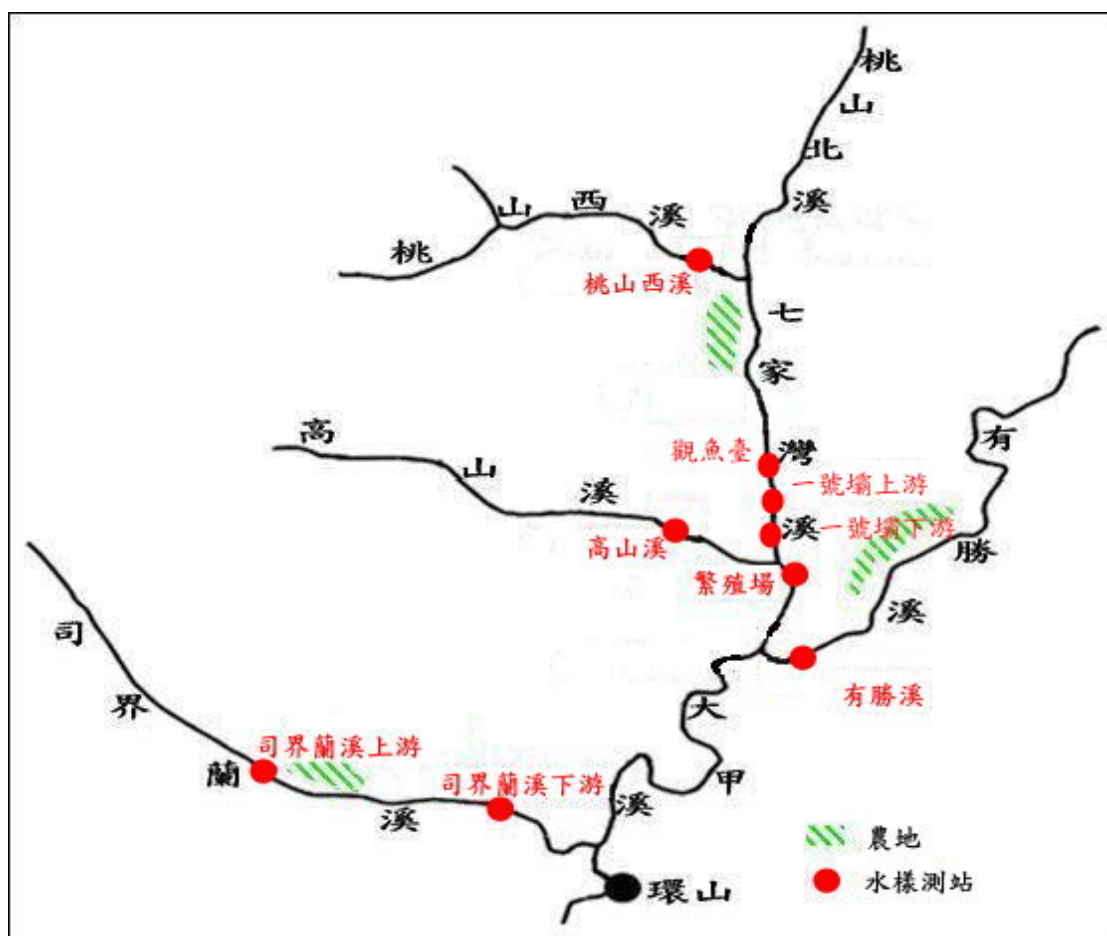 桃山北溪
桃山西溪
桃山西溪
七家灣溪
觀魚臺
一號壩上游
一號壩下游
高山溪
高山溪
繁殖場
有勝溪
有勝溪
大甲溪
司界蘭溪
司界蘭溪上游
司界蘭溪下游
環山
農地
水樣測站